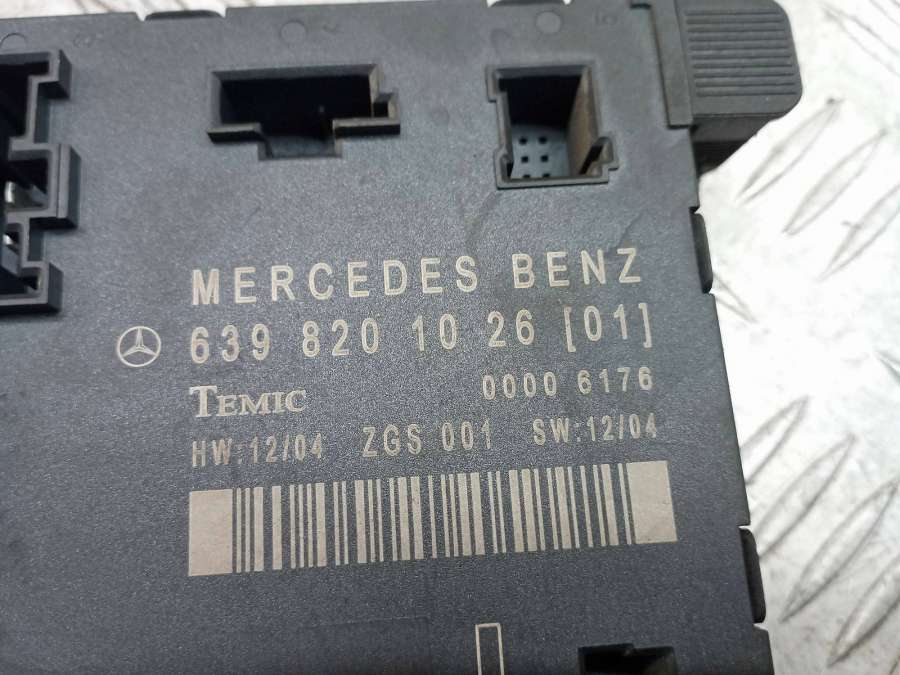 MERCEDES BENZ
639 820 10 26 [01]
TEMIC 0000 6176
HW:12/04 ZGS 001 SW:12/04